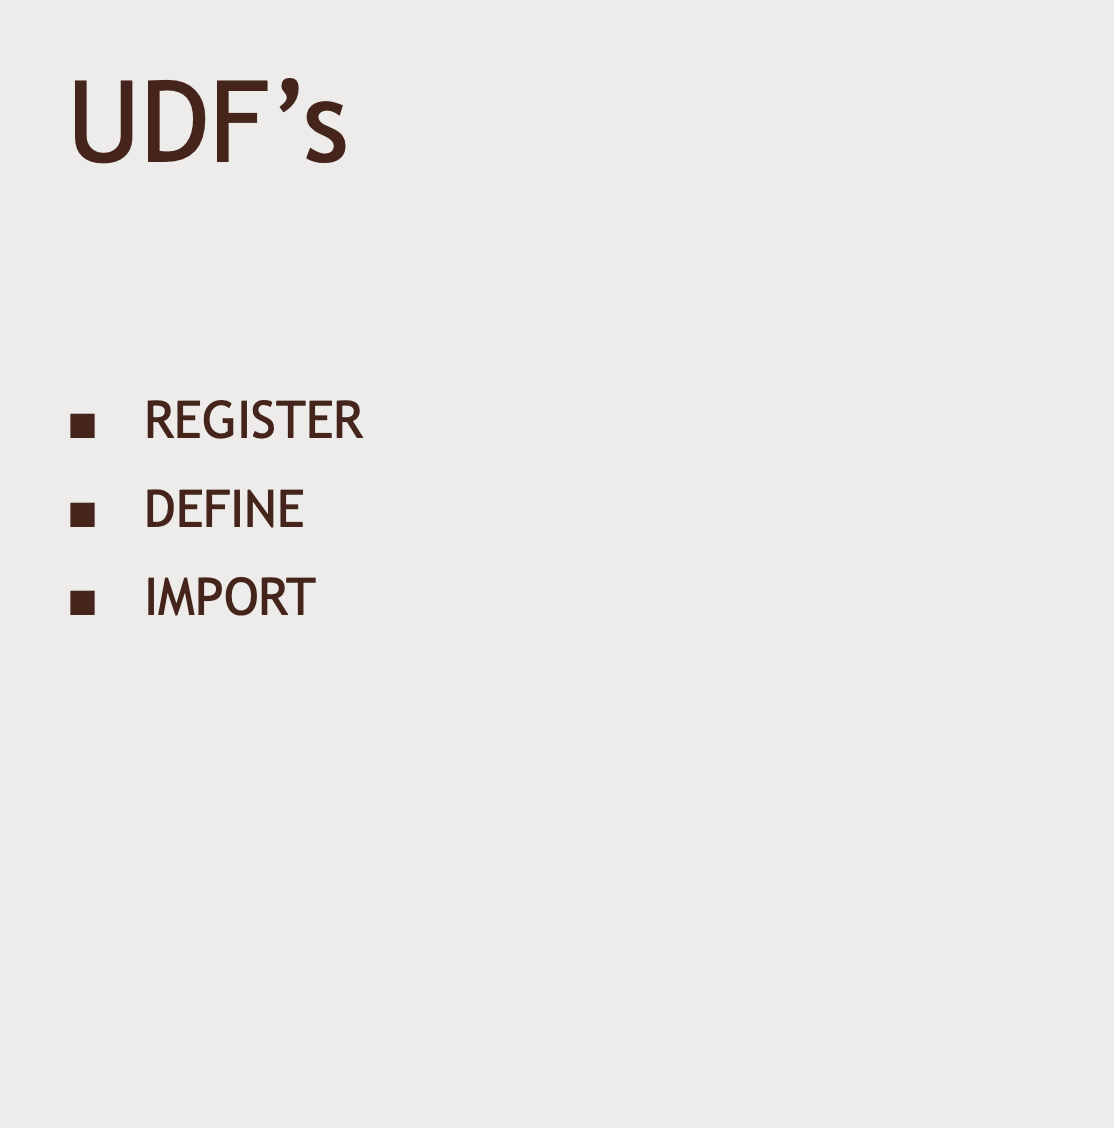 UDF’s
■ REGISTER
■ DEFINE
■ IMPORT